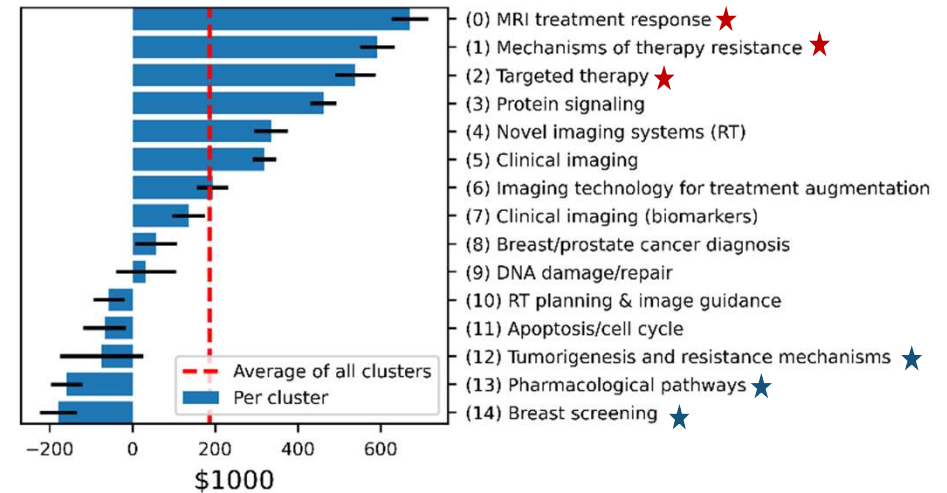 (0) MRI treatment response
(1) Mechanisms of therapy resistance
(2) Targeted therapy
(3) Protein signaling
(4) Novel imaging systems (RT)
(5) Clinical imaging
(6) Imaging technology for treatment augmentation
(7) Clinical imaging (biomarkers)
(8) Breast/prostate cancer diagnosis
(9) DNA damage/repair
(10) RT planning & image guidance
(11) Apoptosis/cell cycle
(12) Tumorigenesis and resistance mechanisms
(13) Pharmacological pathways
(14) Breast screening
Average of all clusters
Per cluster
−200 0 200 400 600
$1000